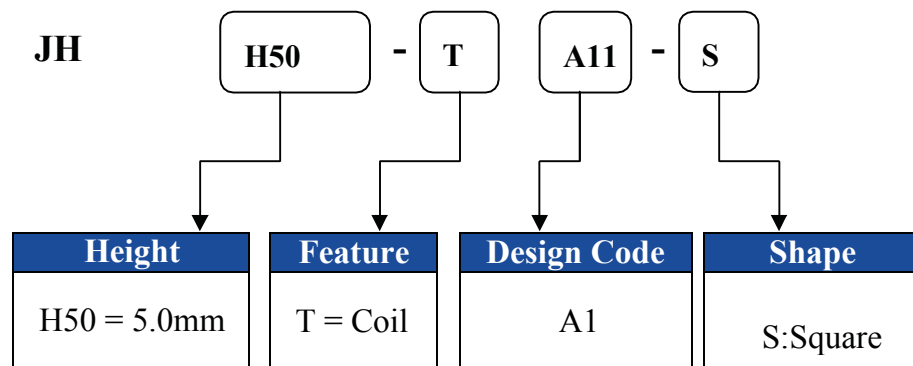 JH H50 - T A11 - S
Height Feature Design Code Shape
H50 = 5.0mm T = Coil A1 S:Square